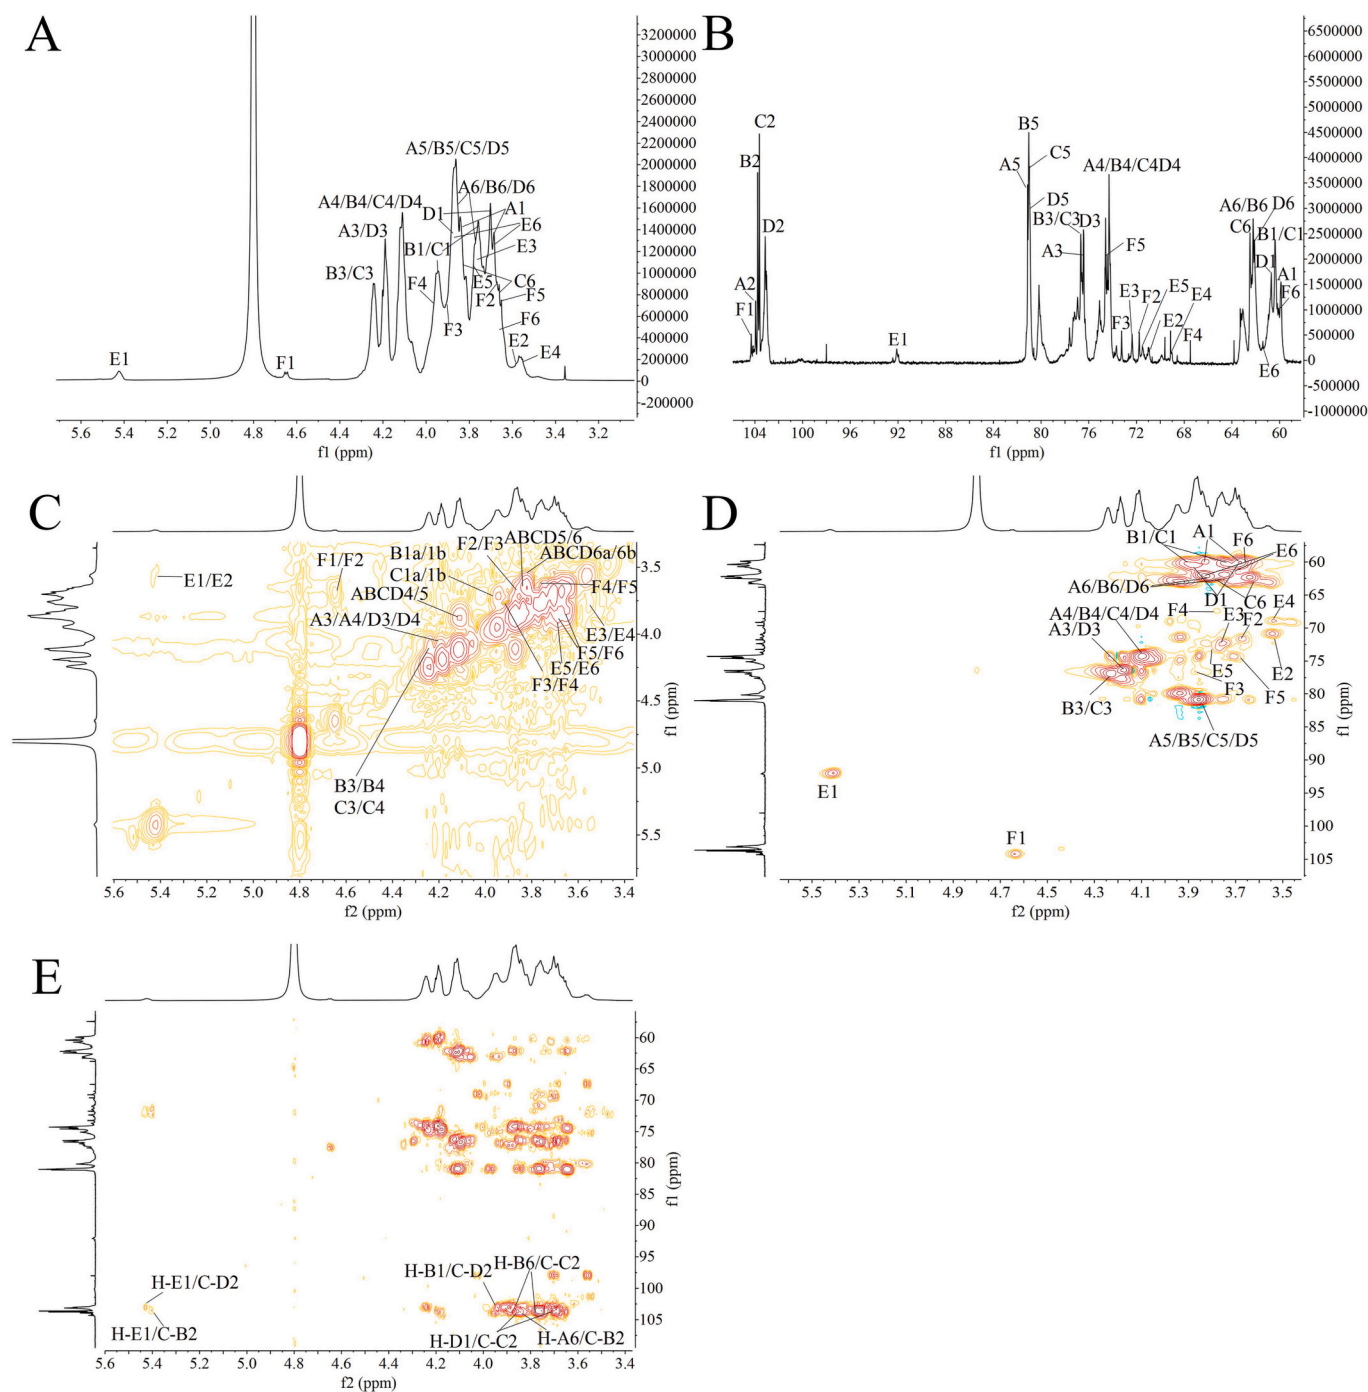 A
3200000
3000000
2800000
2600000
2400000
2200000
2000000
1800000
1600000
1400000
1200000
1000000
800000
600000
400000
200000
0
-200000
A5/B5/C5/D5
A4/B4/C4/D4
A6/B6/D6
D1
A1
A3/D3
B1/C1
E6
E3
B3/C3
E5
C6
F4
F2
F5
F3
F6
E2
E4
E1
F1
5.6 5.4 5.2 5.0 4.8 4.6 4.4 4.2 4.0 3.8 3.6 3.4 3.2
f1 (ppm)
B
6500000
6000000
5500000
5000000
4500000
4000000
3500000
3000000
2500000
2000000
1500000
1000000
500000
0
-500000
-1000000
C2
B5
B2
A5
C5
A4/B4/C4D4
D5
A6/B6
D6
D2
B3/C3
D3
C6
B1/C1
A3
F5
D1
A2
E3
E5
A1
F1
F2
E4
F6
F3
E2
F4
E1
E6
104 100 96 92 88 84 80 76 72 68 64 60
f1 (ppm)
C
F2/F3
ABCD5/6
B1a/1b
ABCD6a/6b
F1/F2
C1a/1b
E1/E2
F4/F5
ABCD4/5
A3/A4/D3/D4
E3/E4
F5/F6
E5/E6
F3/F4
B3/B4
C3/C4
3.5
4.0
4.5
5.0
5.5
f1 (ppm)
5.6 5.4 5.2 5.0 4.8 4.6 4.4 4.2 4.0 3.8 3.6 3.4
f2 (ppm)
D
A1
F6
B1/C1
E6
A6/B6/D6
D1
C6
E4
F4
E3
F2
A4/B4/C4/D4
A3/D3
E2
E5
F3
F5
B3/C3
A5/B5/C5/D5
E1
F1
60
65
70
75
80
85
90
95
100
105
f1 (ppm)
5.5 5.3 5.1 4.9 4.7 4.5 4.3 4.1 3.9 3.7 3.5
f2 (ppm)
E
H-B6/C-C2
H-B1/C-D2
H-E1/C-D2
H-E1/C-B2
H-D1/C-C2
H-A6/C-B2
60
65
70
75
80
85
90
95
100
105
f1 (ppm)
5.6 5.4 5.2 5.0 4.8 4.6 4.4 4.2 4.0 3.8 3.6 3.4
f2 (ppm)